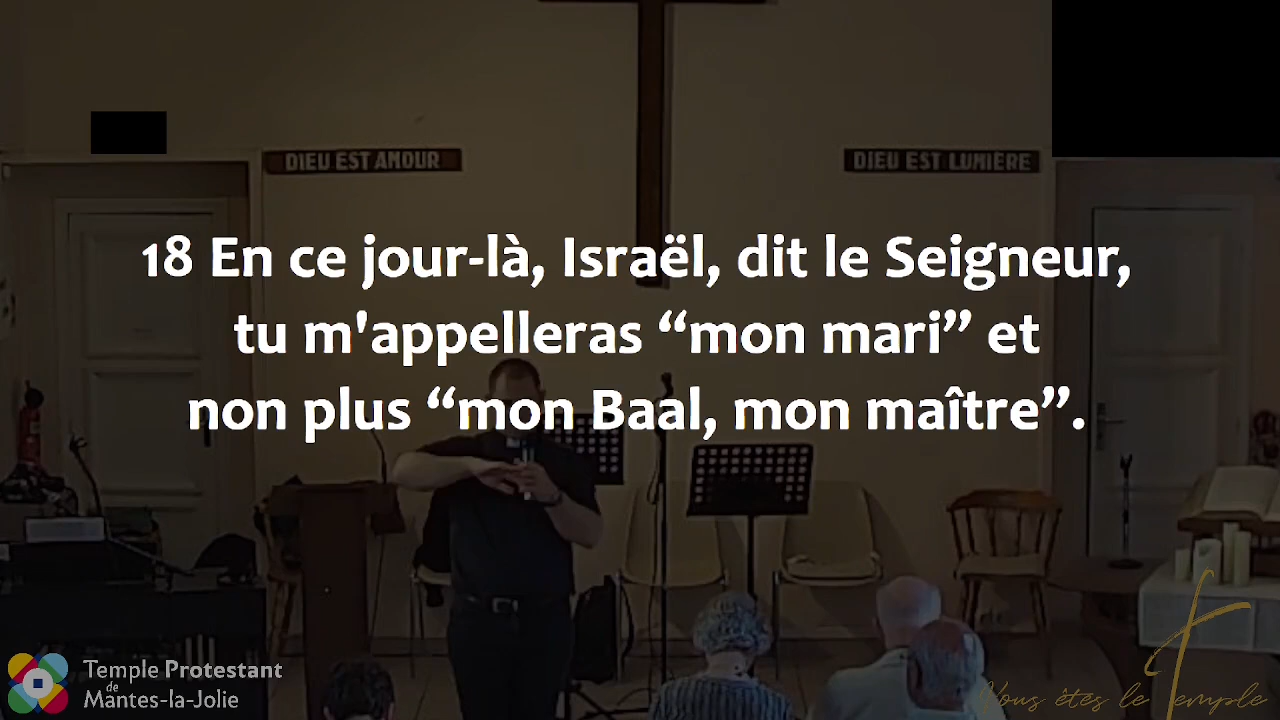 DIEU EST AMOUR
DIEU EST LUMIÈRE
18 En ce jour-là, Israël, dit le Seigneur,
tu m'appelleras “mon mari” et
non plus “mon Baal, mon maître”.
Temple Protestant
de
Mantes-la-Jolie
Vous êtes le Temple